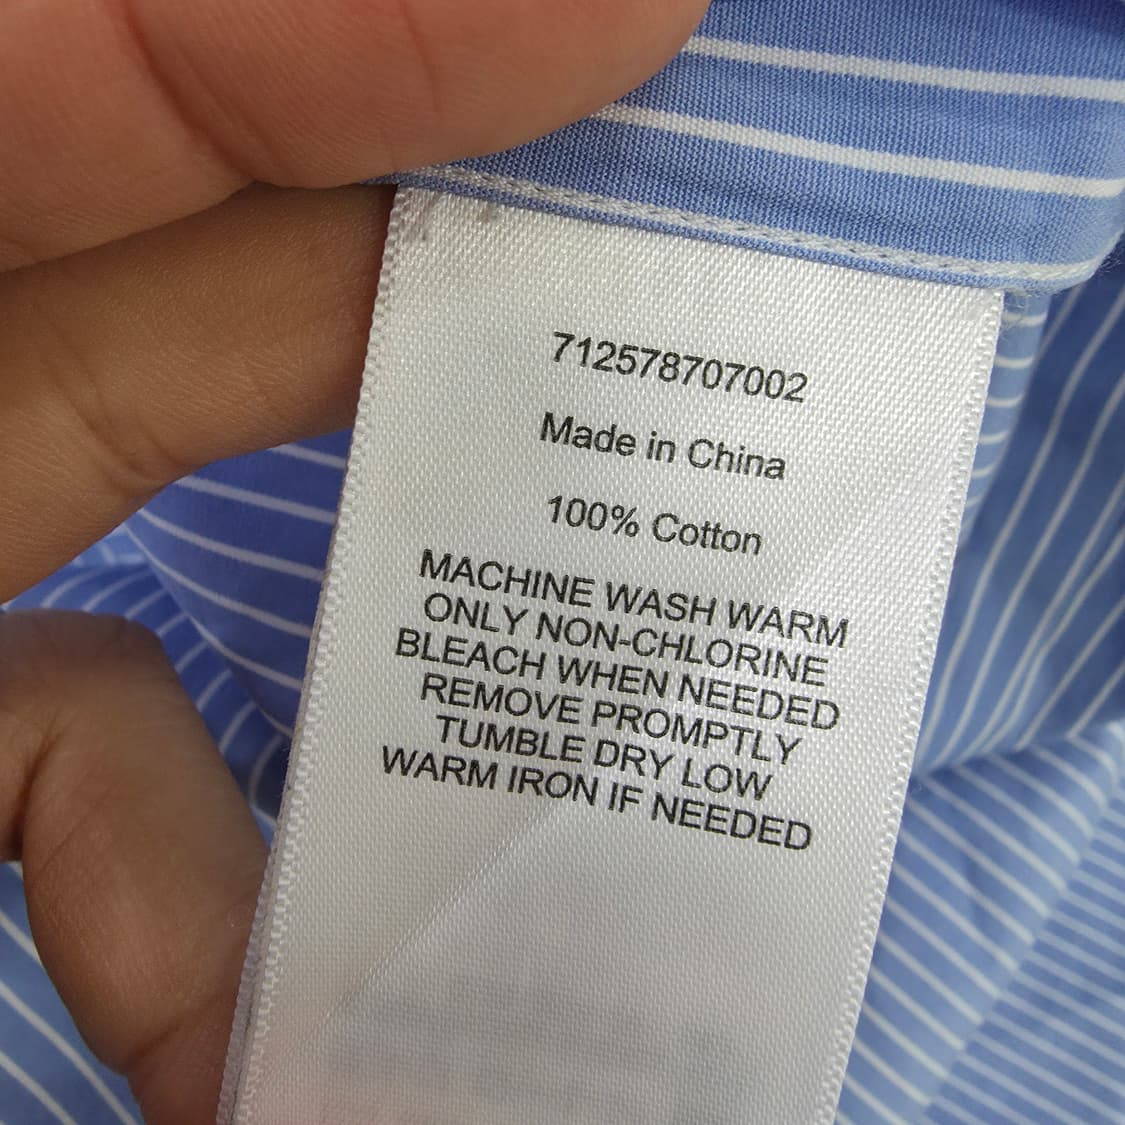 712578707002
Made in China
100% Cotton
MACHINE WASH WARM
ONLY NON-CHLORINE
BLEACH WHEN NEEDED
REMOVE PROMPTLY
TUMBLE DRY LOW
WARM IRON IF NEEDED